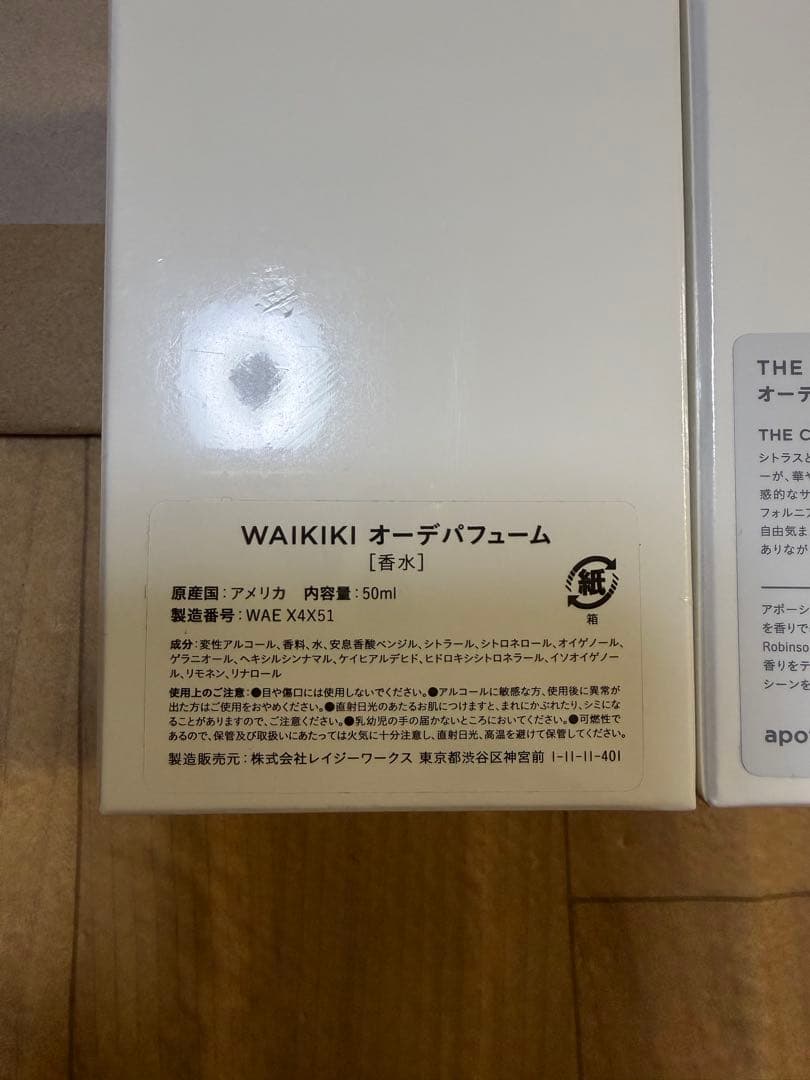 WAIKIKI オーデパフューム
[香水]
原産国：アメリカ 内容量：50ml
製造番号：WAE X4X51
紙
箱
成分：変性アルコール、香料、水、安息香酸ベンジル、シトラール、シトロネロール、オイゲノール、
ゲラニオール、ヘキシルシンナマル、ケイヒアルデヒド、ヒドロキシシトロネラール、イソオイゲノー
ル、リモネン、リナロール
使用上のご注意：●目や傷口には使用しないでください。●アルコールに敏感な方、使用後に異常が
出た方はご使用をおやめください。●直射日光のあたるお肌につけますと、まれにかぶれたり、シミにな
ることがありますので、ご注意ください。●乳幼児の手の届かないところにおいてください。●可燃性で
あるので、保管及び取扱いにあたっては火気に十分注意し、直射日光、高温を避けて保管してください。
製造販売元：株式会社レイジーワークス 東京都渋谷区神宮前 1-11-11-401
THE
オーデ
THE C
シトラスと
ーが、華や
惑的なサ
フォルニア
自由気ま
ありなが
アポーシ
を香りで
Robinso
香りをテ
シーンを
apot